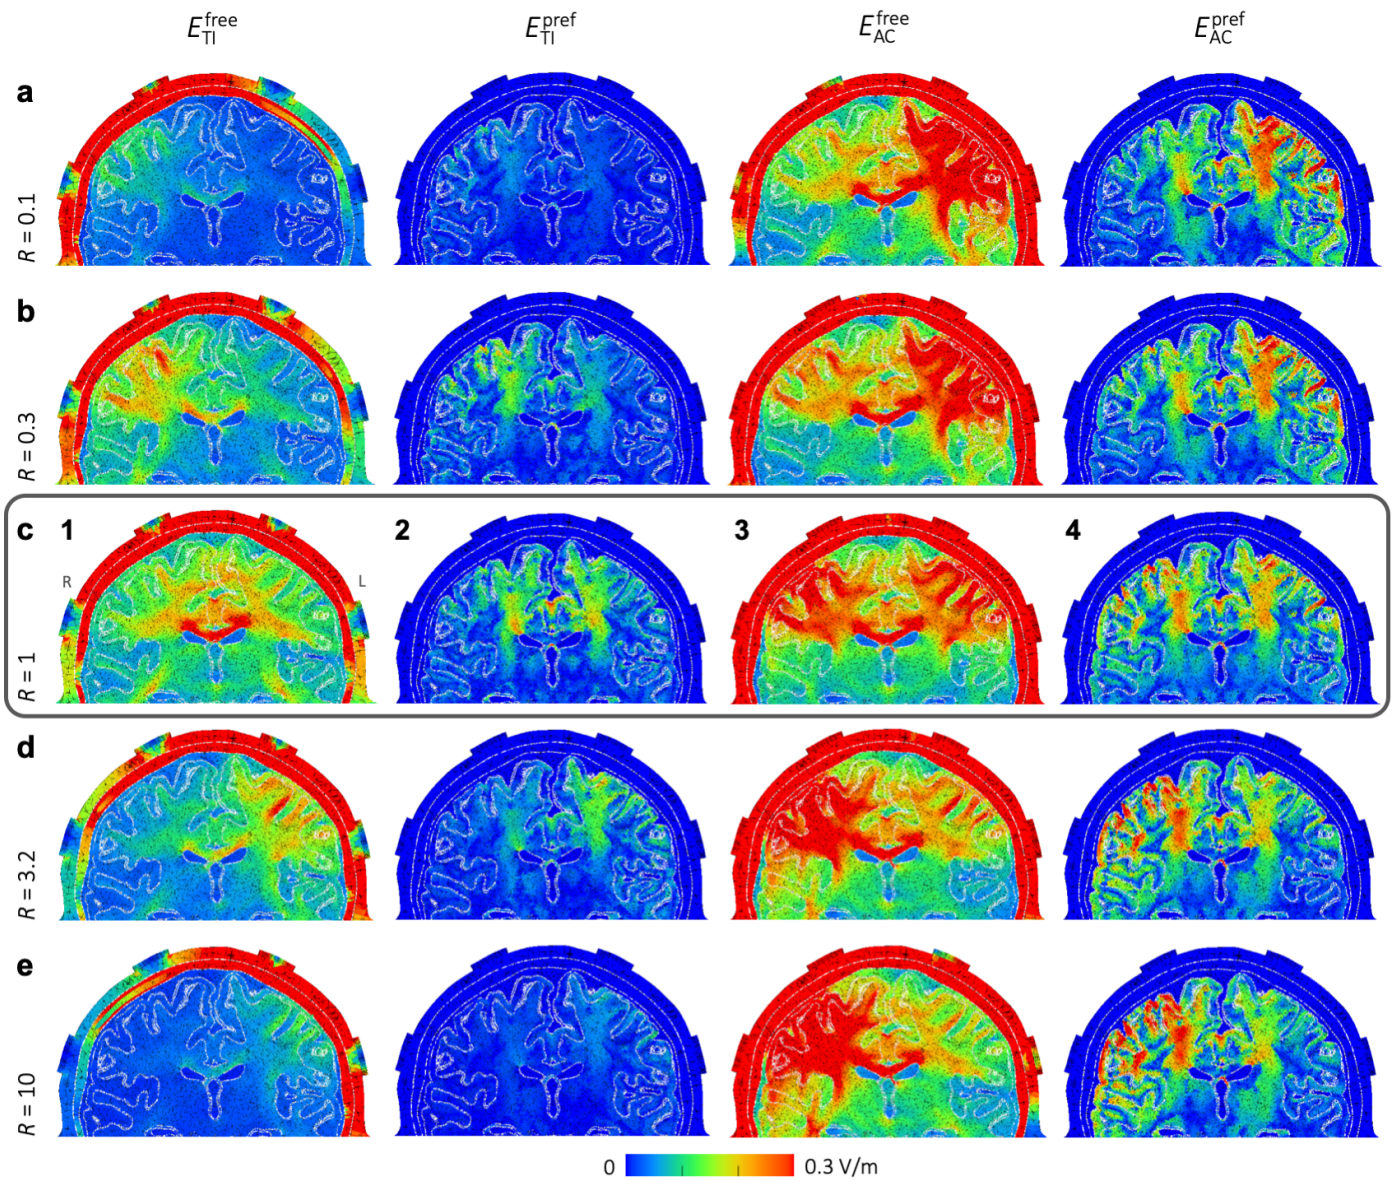 E_TI^free E_TI^pref E_AC^free E_AC^pref
a
R = 0.1
b
R = 0.3
c 1 2 3 4
R L
R = 1
d
R = 3.2
e
R = 10
0 0.3 V/m